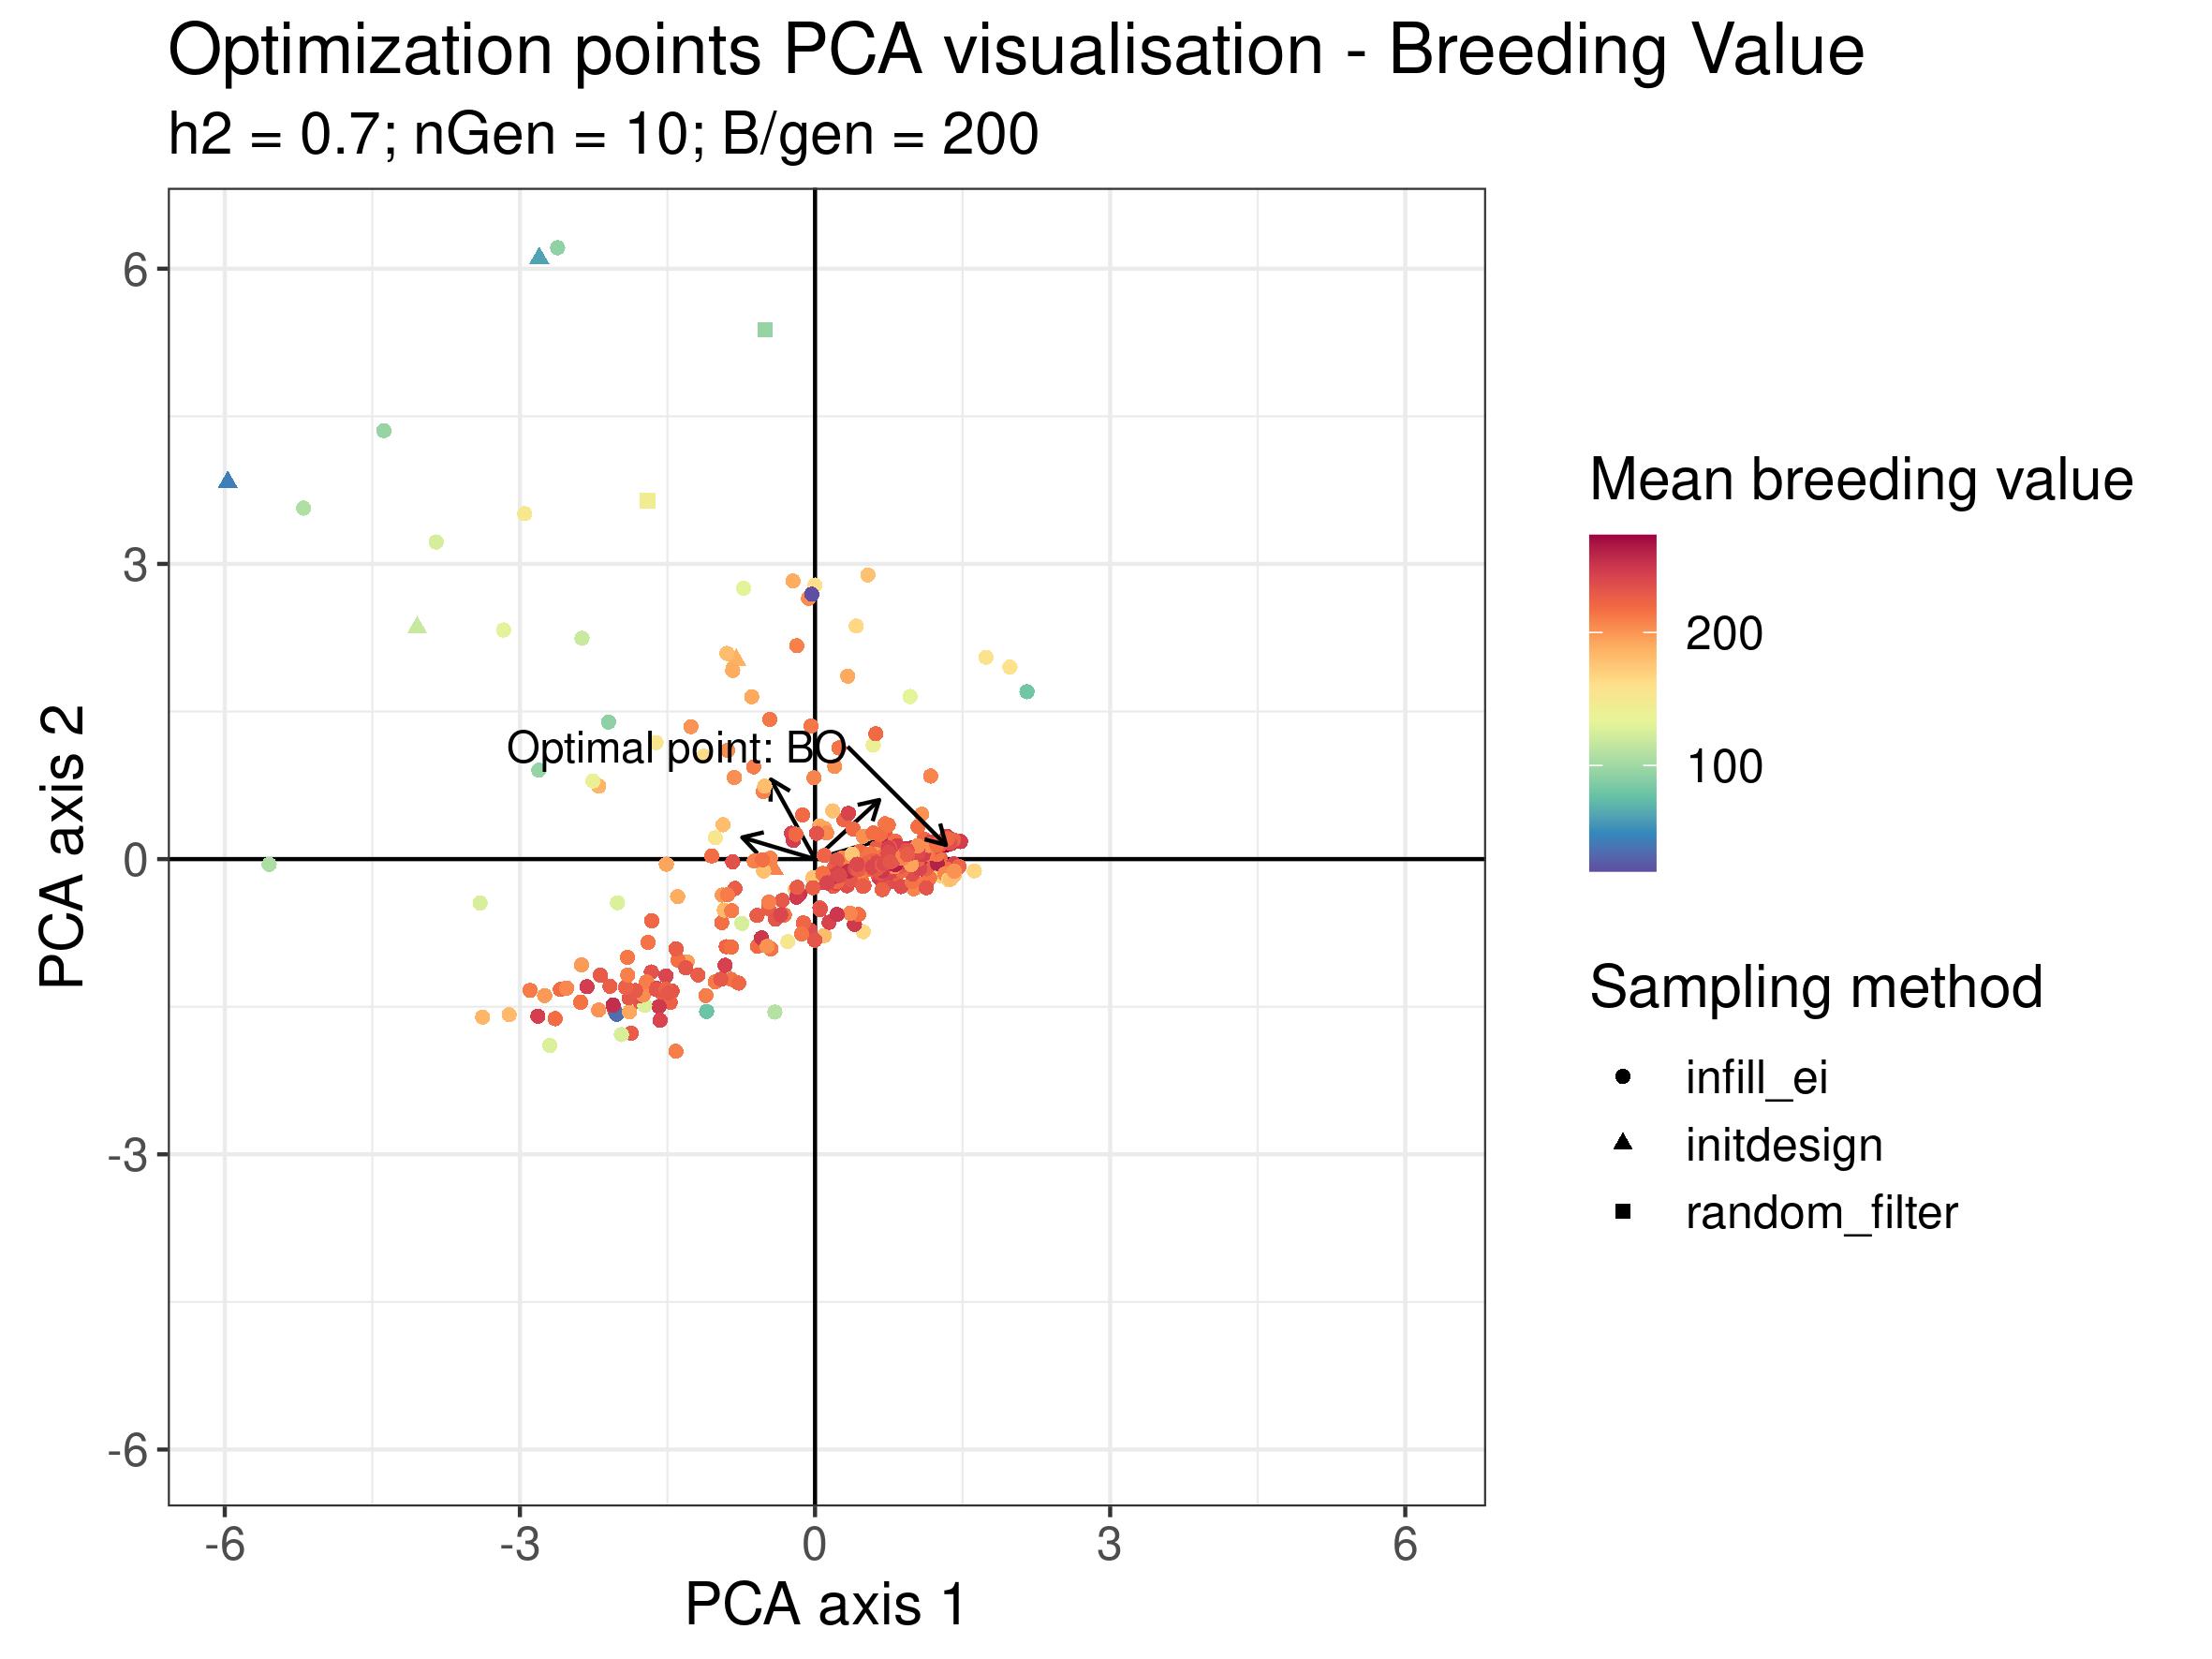 Optimization points PCA visualisation - Breeding Value
h2 = 0.7; nGen = 10; B/gen = 200
6
3
0
-3
-6
PCA axis 2
Optimal point: BO
-6
-3
0
3
6
PCA axis 1
Mean breeding value
200
100
Sampling method
infill_ei
initdesign
random_filter